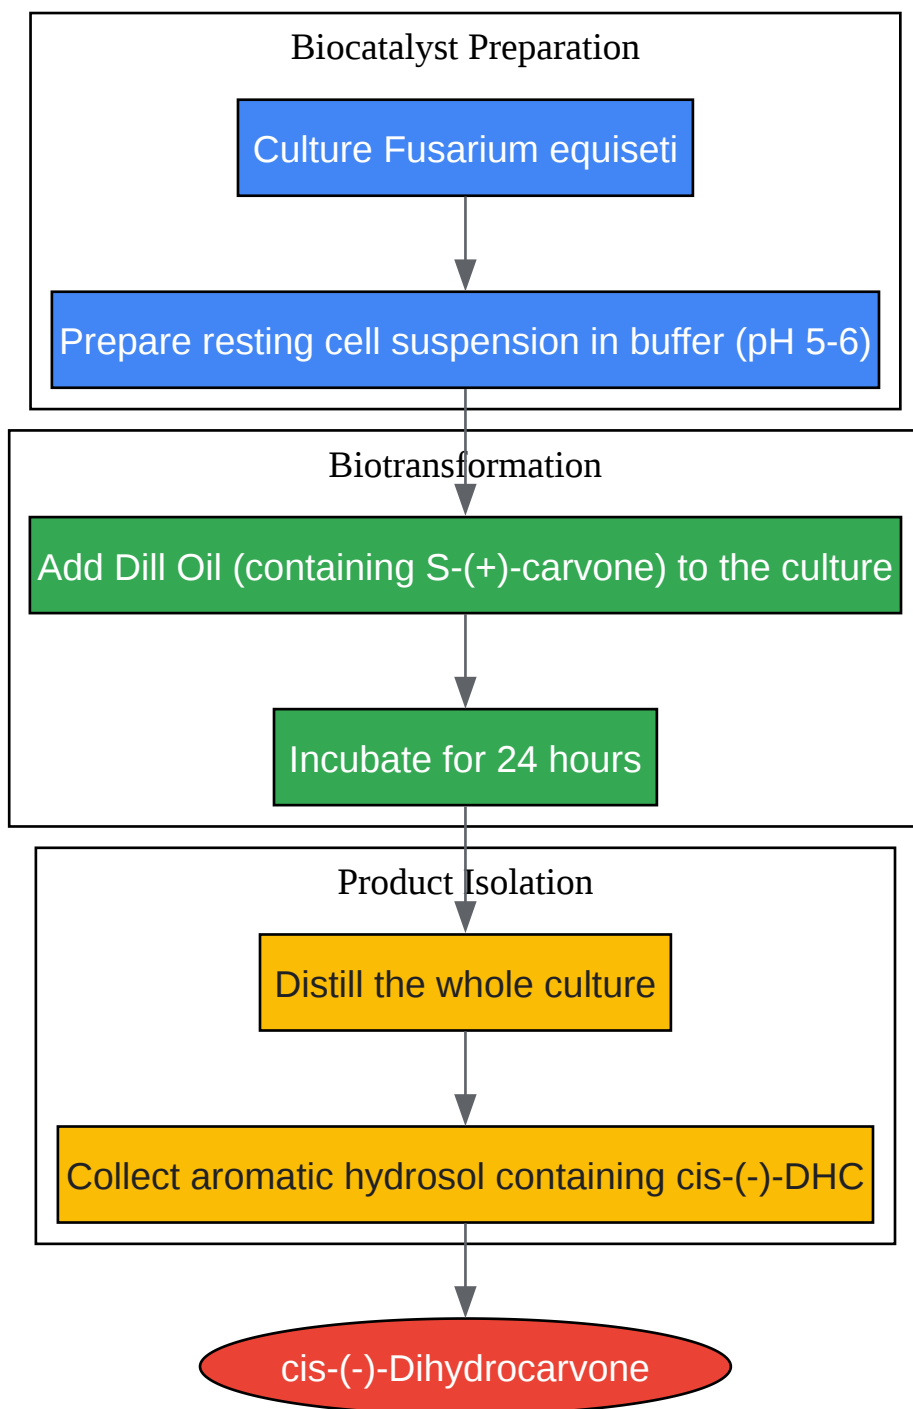 Biocatalyst Preparation
Culture Fusarium equiseti
Prepare resting cell suspension in buffer (pH 5-6)
Biotransformation
Add Dill Oil (containing S-(+)-carvone) to the culture
Incubate for 24 hours
Product Isolation
Distill the whole culture
Collect aromatic hydrosol containing cis-(-)-DHC
cis-(-)-Dihydrocarvone